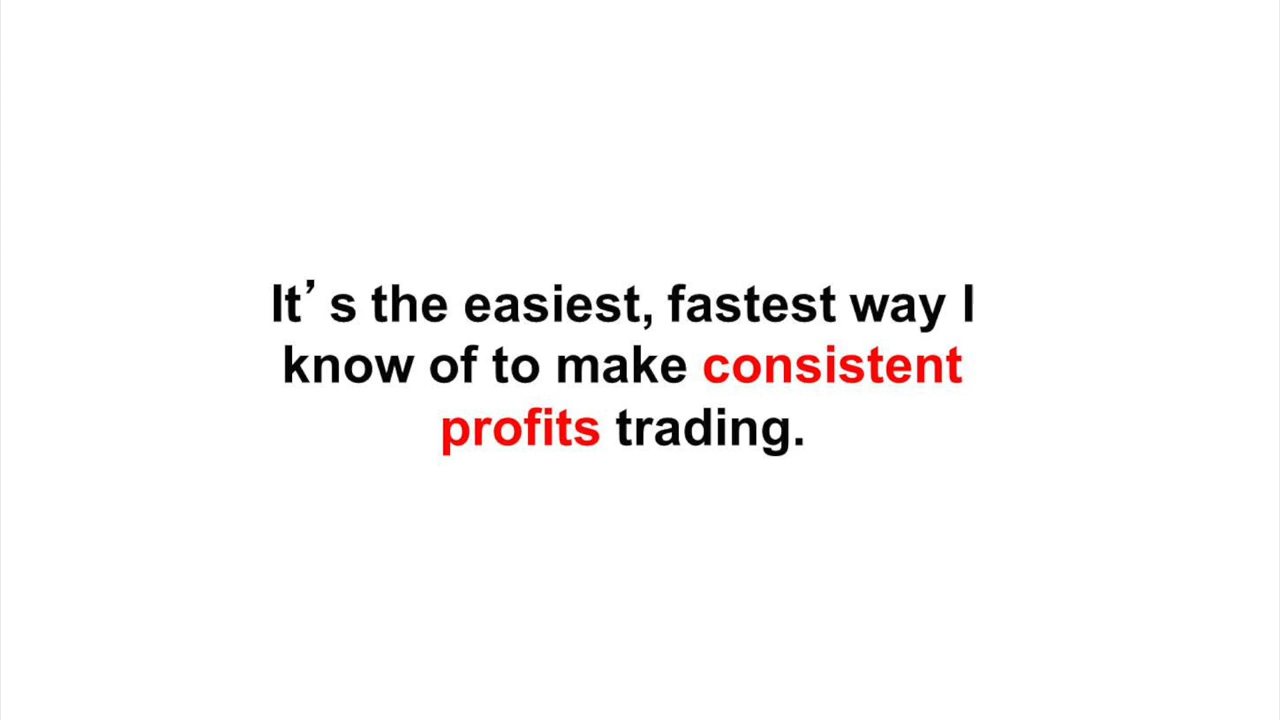 It’s the easiest, fastest way I
know of to make consistent
profits trading.